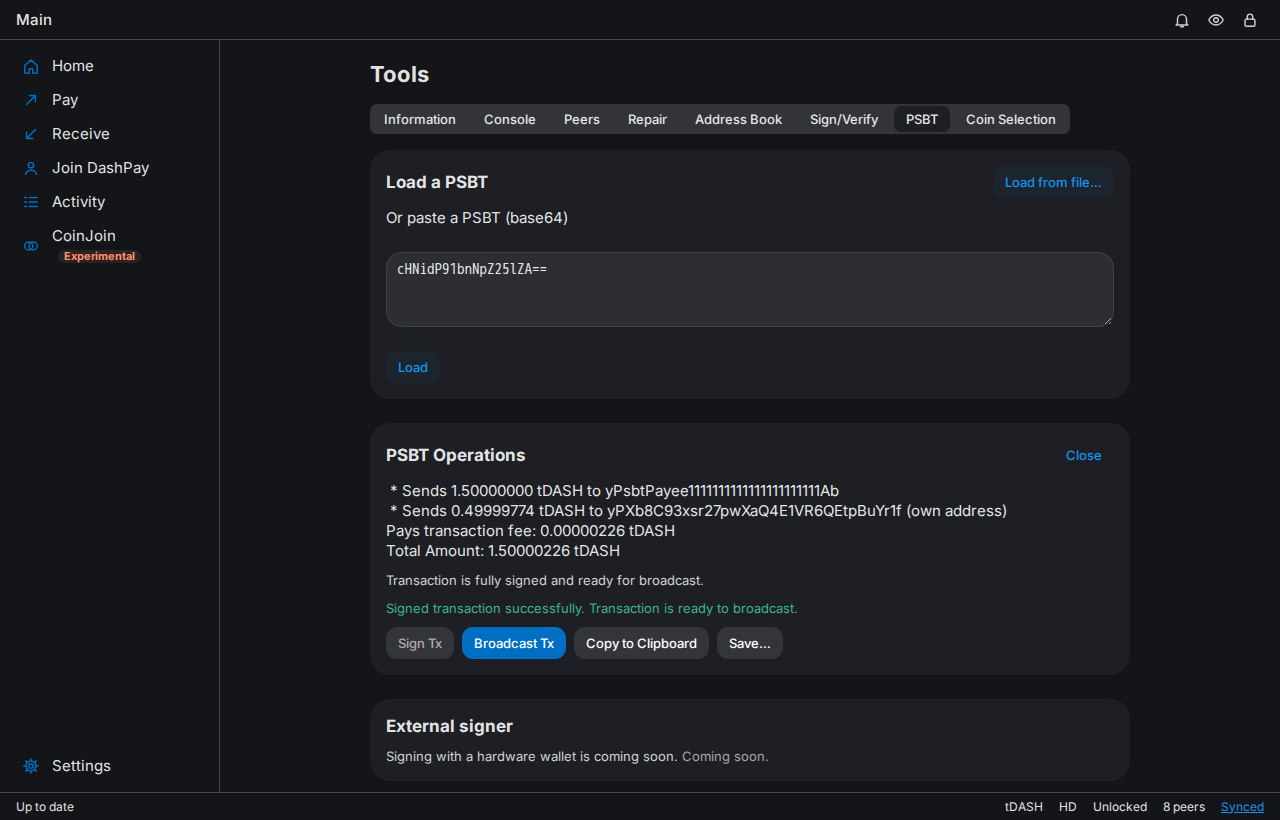 Main
Home
Pay
Receive
Join DashPay
Activity
CoinJoin
Experimental
Settings
Tools
Information Console Peers Repair Address Book Sign/Verify PSBT Coin Selection
Load a PSBT
Load from file...
Or paste a PSBT (base64)
cHNidP91bnNpZ25lZA==
Load
PSBT Operations
Close
* Sends 1.50000000 tDASH to yPsbtPayee1111111111111111111111Ab
* Sends 0.49999774 tDASH to yPXb8C93xsr27pwXaQ4E1VR6QEtpBuYr1f (own address)
Pays transaction fee: 0.00000226 tDASH
Total Amount: 1.50000226 tDASH
Transaction is fully signed and ready for broadcast.
Signed transaction successfully. Transaction is ready to broadcast.
Sign Tx Broadcast Tx Copy to Clipboard Save...
External signer
Signing with a hardware wallet is coming soon. Coming soon.
Up to date
tDASH HD Unlocked 8 peers Synced